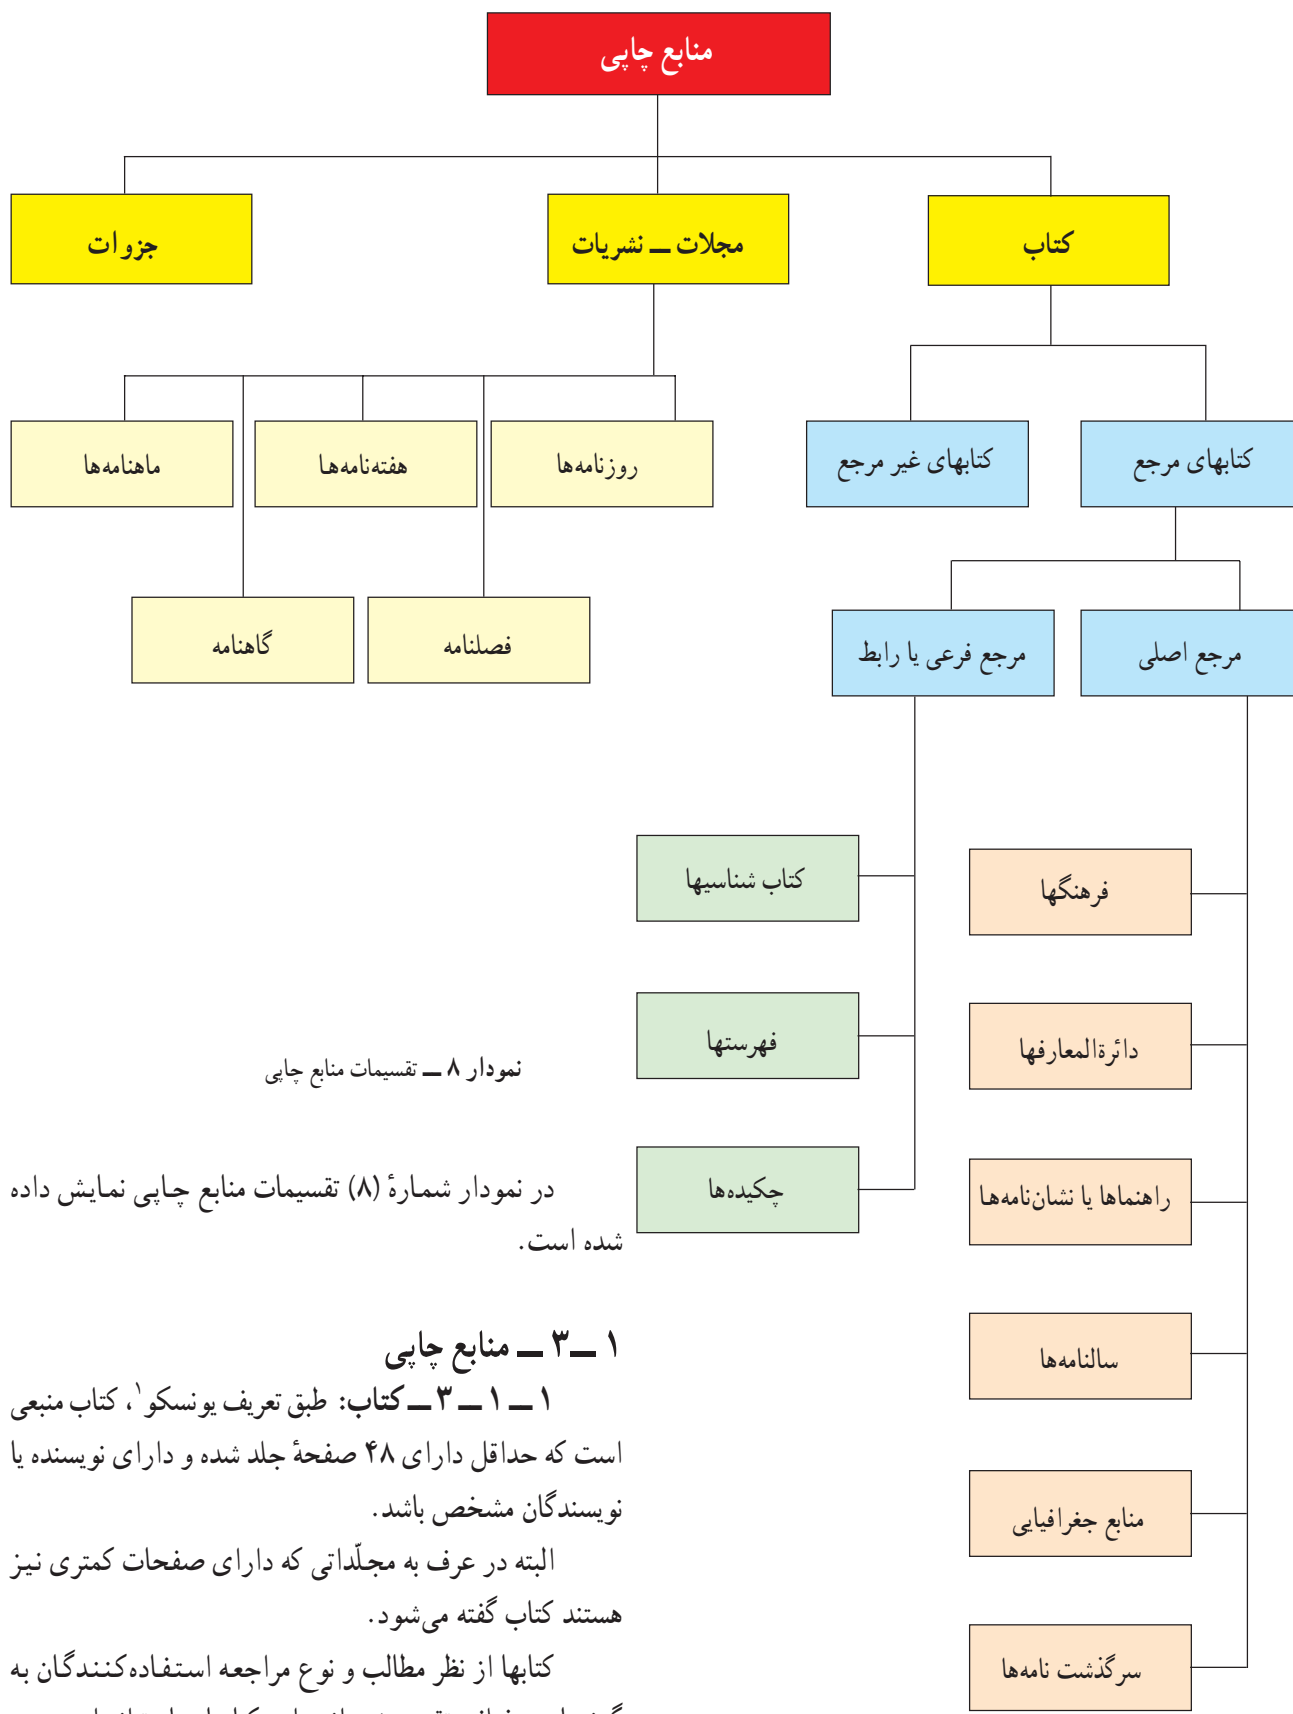 منابع چاپی
کتاب
مجلات ــ نشریات
جزوات
کتابهای مرجع
کتابهای غیر مرجع
روزنامه‌ها
هفته‌نامه‌ها
ماهنامه‌ها
فصلنامه
گاهنامه
مرجع اصلی
مرجع فرعی یا رابط
فرهنگها
دائرةالمعارفها
راهنماها یا نشان‌نامه‌ها
سالنامه‌ها
منابع جغرافیایی
سرگذشت نامه‌ها
کتاب شناسیها
فهرستها
چکیده‌ها
نمودار ۸ ــ تقسیمات منابع چاپی
در نمودار شمارهٔ (۸) تقسیمات منابع چاپی نمایش داده
شده است.
۱ ــ۳ ــ منابع چاپی
۱ ــ ۱ ــ ۳ ــ کتاب: طبق تعریف یونسکو۱، کتاب منبعی
است که حداقل دارای ۴۸ صفحهٔ جلد شده و دارای نویسنده یا
نویسندگان مشخص باشد.
البته در عرف به مجلّداتی که دارای صفحات کمتری نیز
هستند کتاب گفته می‌شود.
کتابها از نظر مطالب و نوع مراجعه استفاده‌کنندگان به